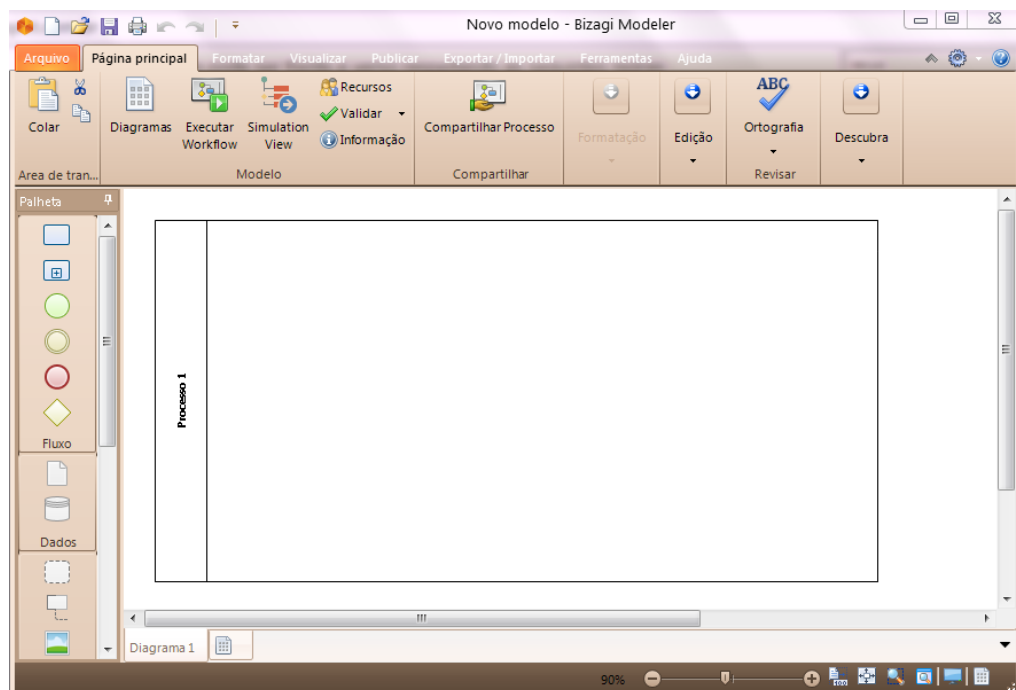 Novo modelo - Bizagi Modeler
Arquivo Página principal Formatar Visualizar Publicar Exportar / Importar Ferramentas Ajuda
Colar
Diagramas
Executar Workflow
Simulation View
Recursos
Validar
Informação
Compartilhar Processo
Formatação
Edição
ABC
Ortografia
Descubra
Area de tran...
Modelo
Compartilhar
Revisar
Palheta
Fluxo
Dados
Processo 1
Diagrama 1
90%
100